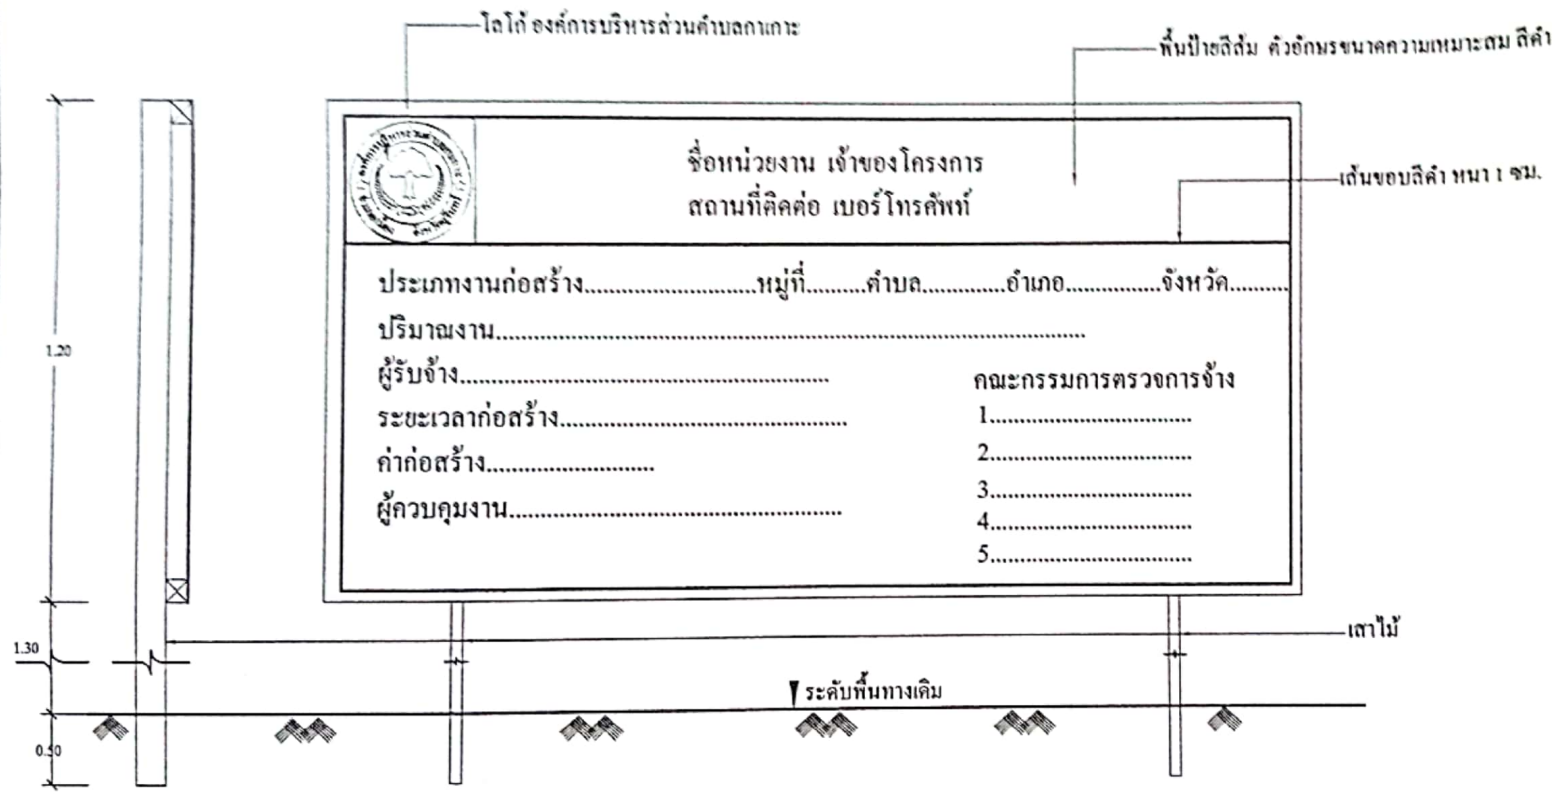 โลโก้ องค์การบริหารส่วนตำบลกาเกาะ
พื้นป้ายสีส้ม ตัวอักษรขนาดความเหมาะสม สีดำ
ชื่อหน่วยงาน เจ้าของโครงการ
สถานที่ติดต่อ เบอร์โทรศัพท์
เส้นขอบสีดำ หนา 1 ซม.
ประเภทงานก่อสร้าง...........................หมู่ที่..........ตำบล.............อำเภอ...............จังหวัด.........
ปริมาณงาน...............................................................................................
1.20
ผู้รับจ้าง...........................................................
คณะกรรมการตรวจการจ้าง
ระยะเวลาก่อสร้าง..............................................
1................................
ค่าก่อสร้าง...........................
2................................
3................................
ผู้ควบคุมงาน.....................................................
4................................
5................................
เสาไม้
1.30
ระดับพื้นทางเดิม
0.50